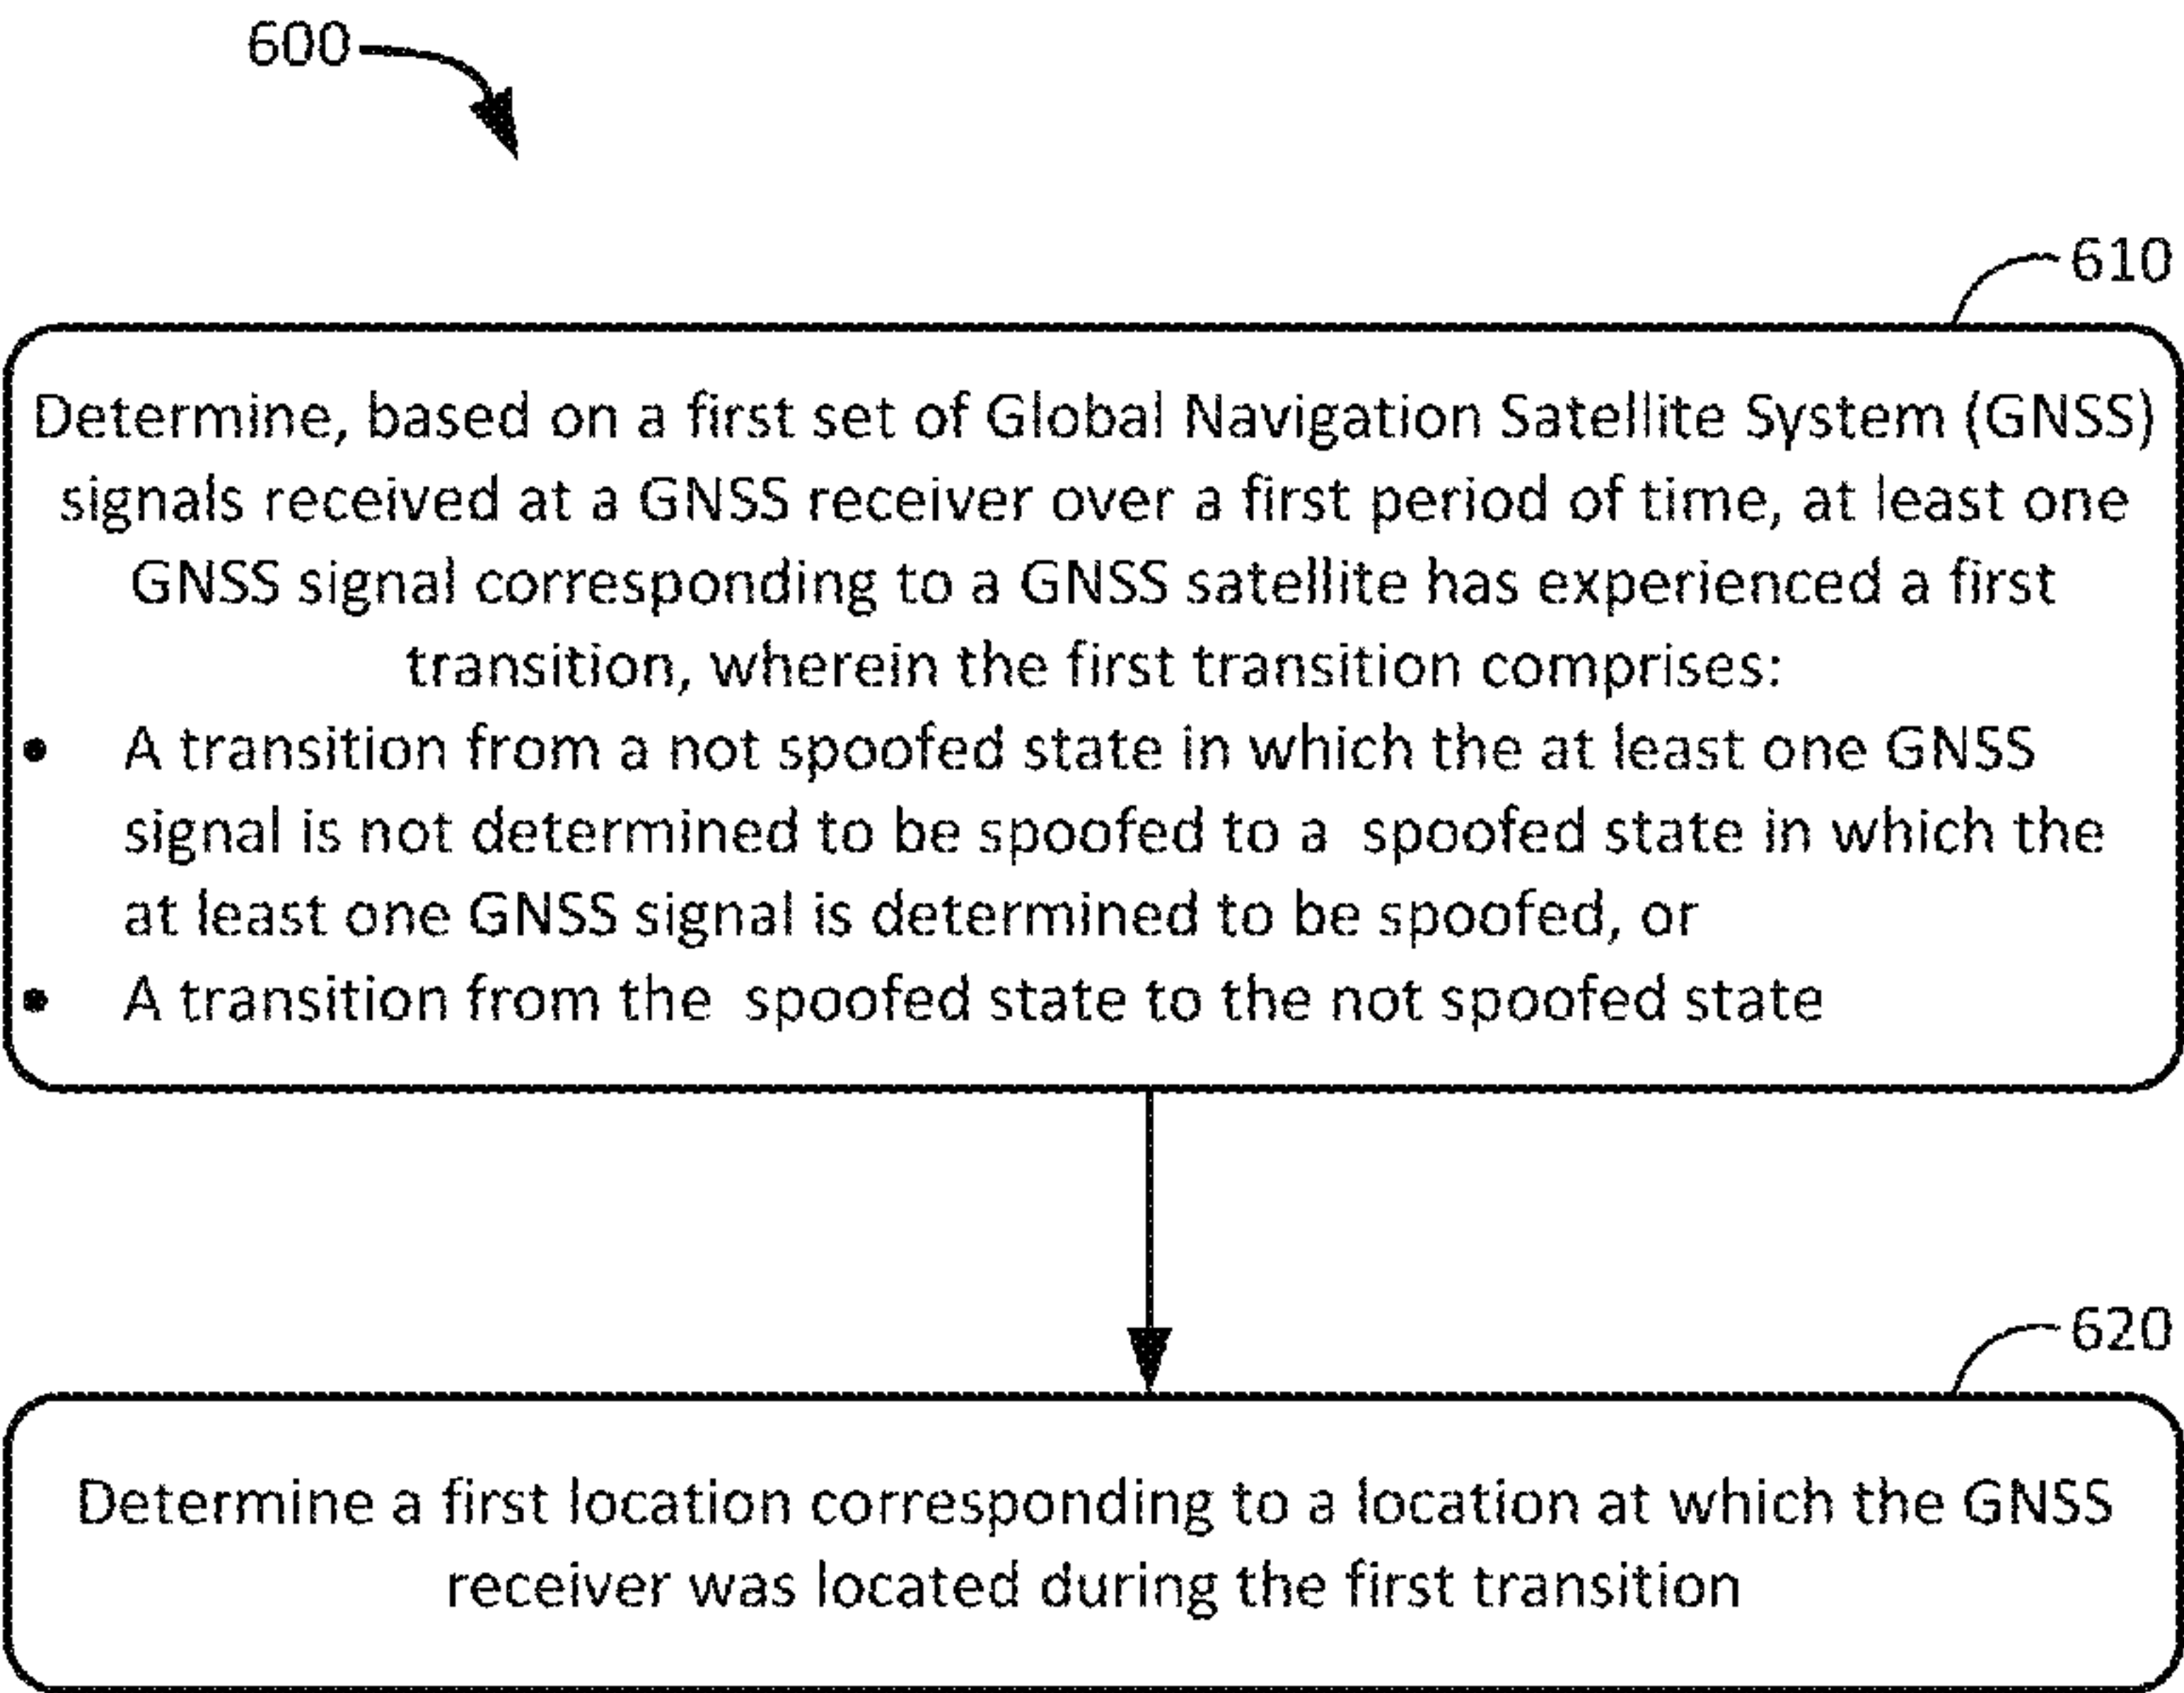 600
610
Determine, based on a first set of Global Navigation Satellite System (GNSS)
signals received at a GNSS receiver over a first period of time, at least one
GNSS signal corresponding to a GNSS satellite has experienced a first
transition, wherein the first transition comprises:
• A transition from a not spoofed state in which the at least one GNSS
signal is not determined to be spoofed to a spoofed state in which the
at least one GNSS signal is determined to be spoofed, or
• A transition from the spoofed state to the not spoofed state
620
Determine a first location corresponding to a location at which the GNSS
receiver was located during the first transition